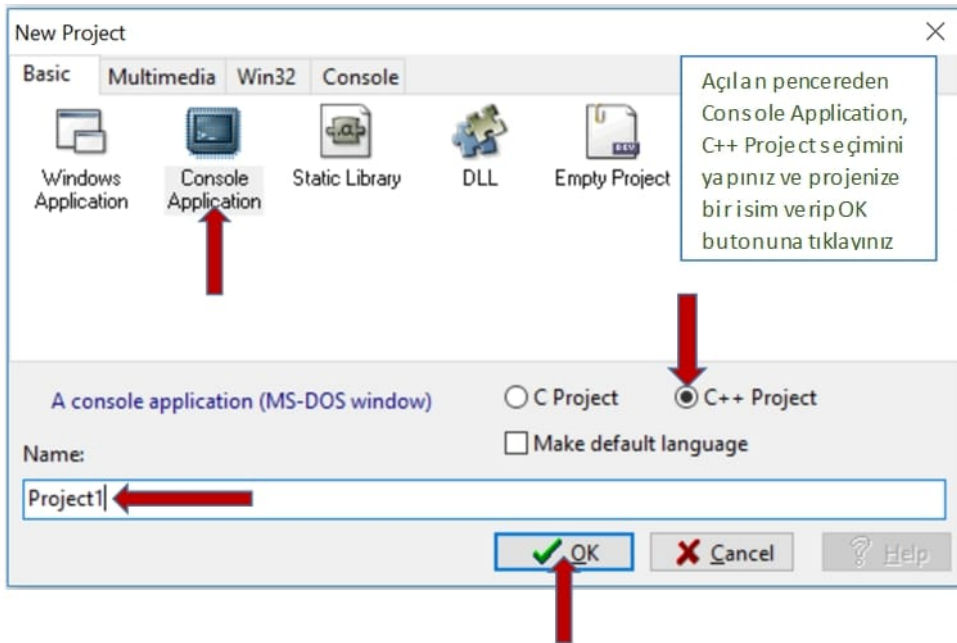 New Project
Basic
Multimedia
Win32
Console
Windows
Application
Console
Application
Static Library
DLL
Empty Project
Açılan pencereden
Console Application,
C++ Project seçimini
yapınız ve projenize
bir isim verip OK
butonuna tıklayınız
A console application (MS-DOS window)
C Project
C++ Project
Make default language
Name:
Project1
OK
Cancel
Help